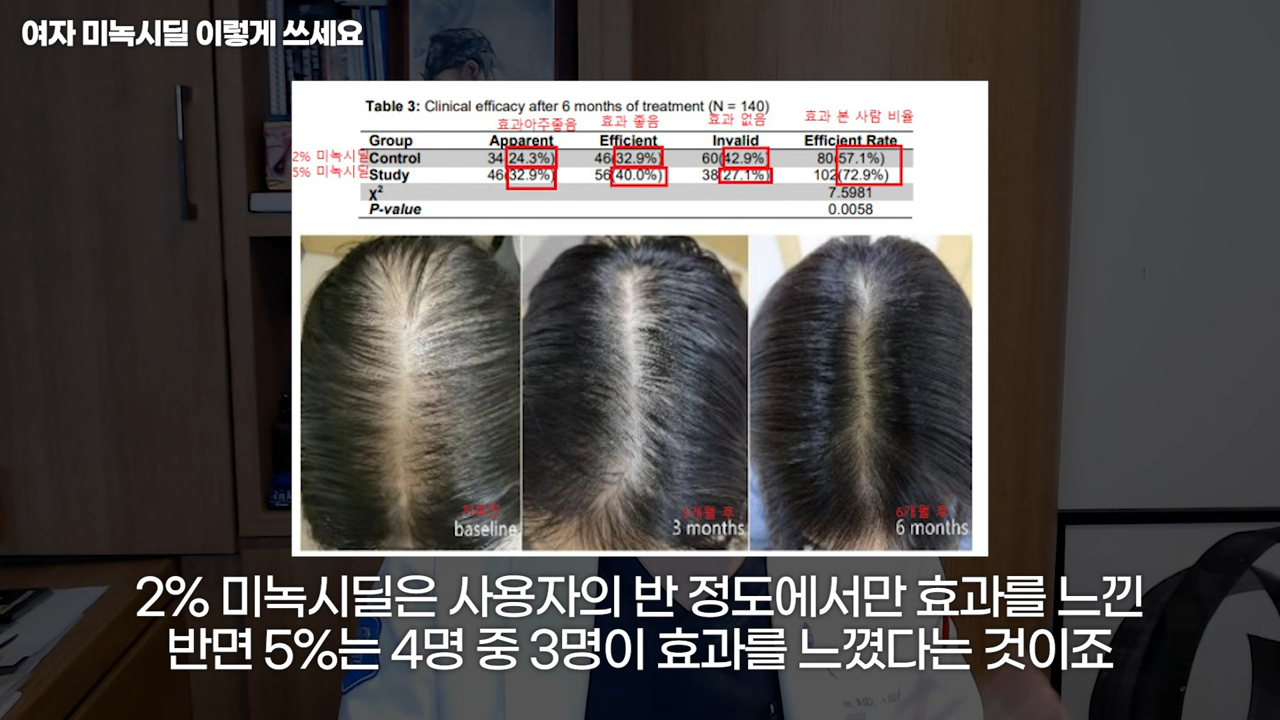 여자 미녹시딜 이렇게 쓰세요
Table 3: Clinical efficacy after 6 months of treatment (N = 140)
효과아주좋음 효과 좋음 효과 없음 효과 본 사람 비율
Group Apparent Efficient Invalid Efficient Rate
2% 미녹시딜 Control 34(24.3%) 46(32.9%) 60(42.9%) 80(57.1%)
5% 미녹시딜 Study 46(32.9%) 56(40.0%) 38(27.1%) 102(72.9%)
χ² 7.5981
P-value 0.0058
치료전 3개월 후 6개월 후
baseline 3 months 6 months
2% 미녹시딜은 사용자의 반 정도에서만 효과를 느낀
반면 5%는 4명 중 3명이 효과를 느꼈다는 것이죠